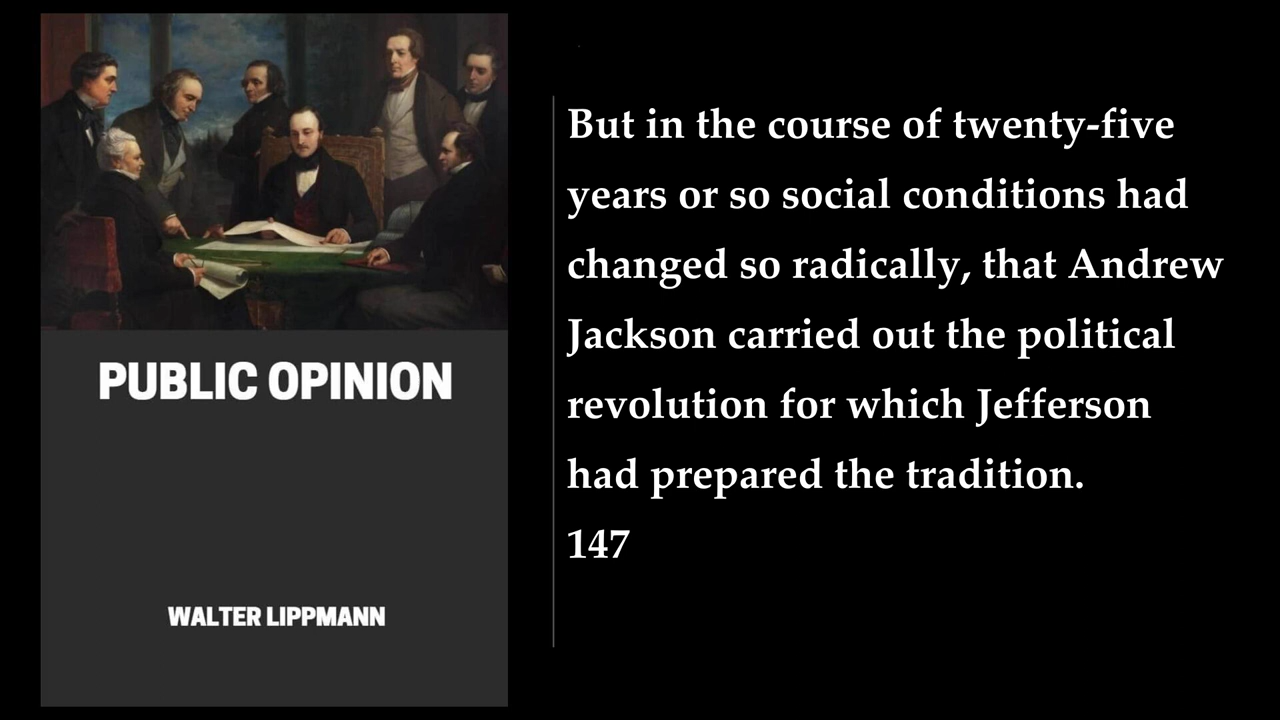 PUBLIC OPINION
WALTER LIPPMANN
But in the course of twenty-five
years or so social conditions had
changed so radically, that Andrew
Jackson carried out the political
revolution for which Jefferson
had prepared the tradition.
147